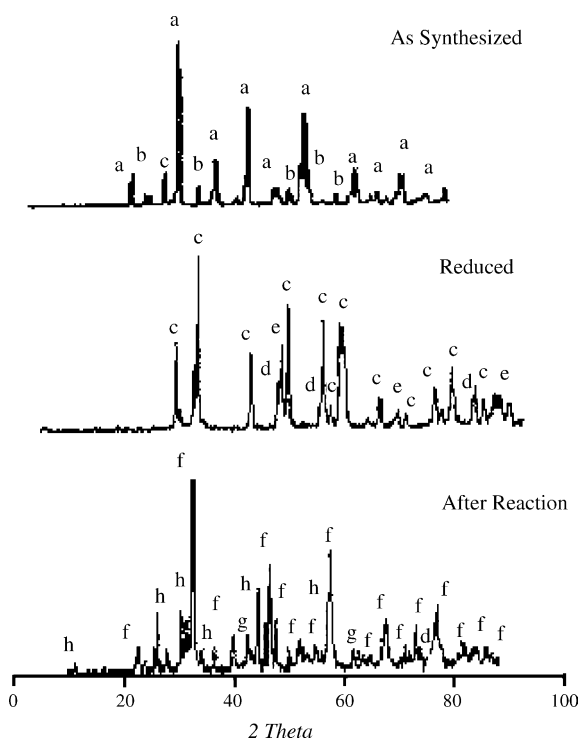 As Synthesized
a
a b c a b a a a b a b b a a a a
Reduced
c
c c d e c d c c c c e c c c d c e
After Reaction
f
h f h h h f g h f f f f h f g f f f d f f f f
0 20 40 60 80 100
2 Theta